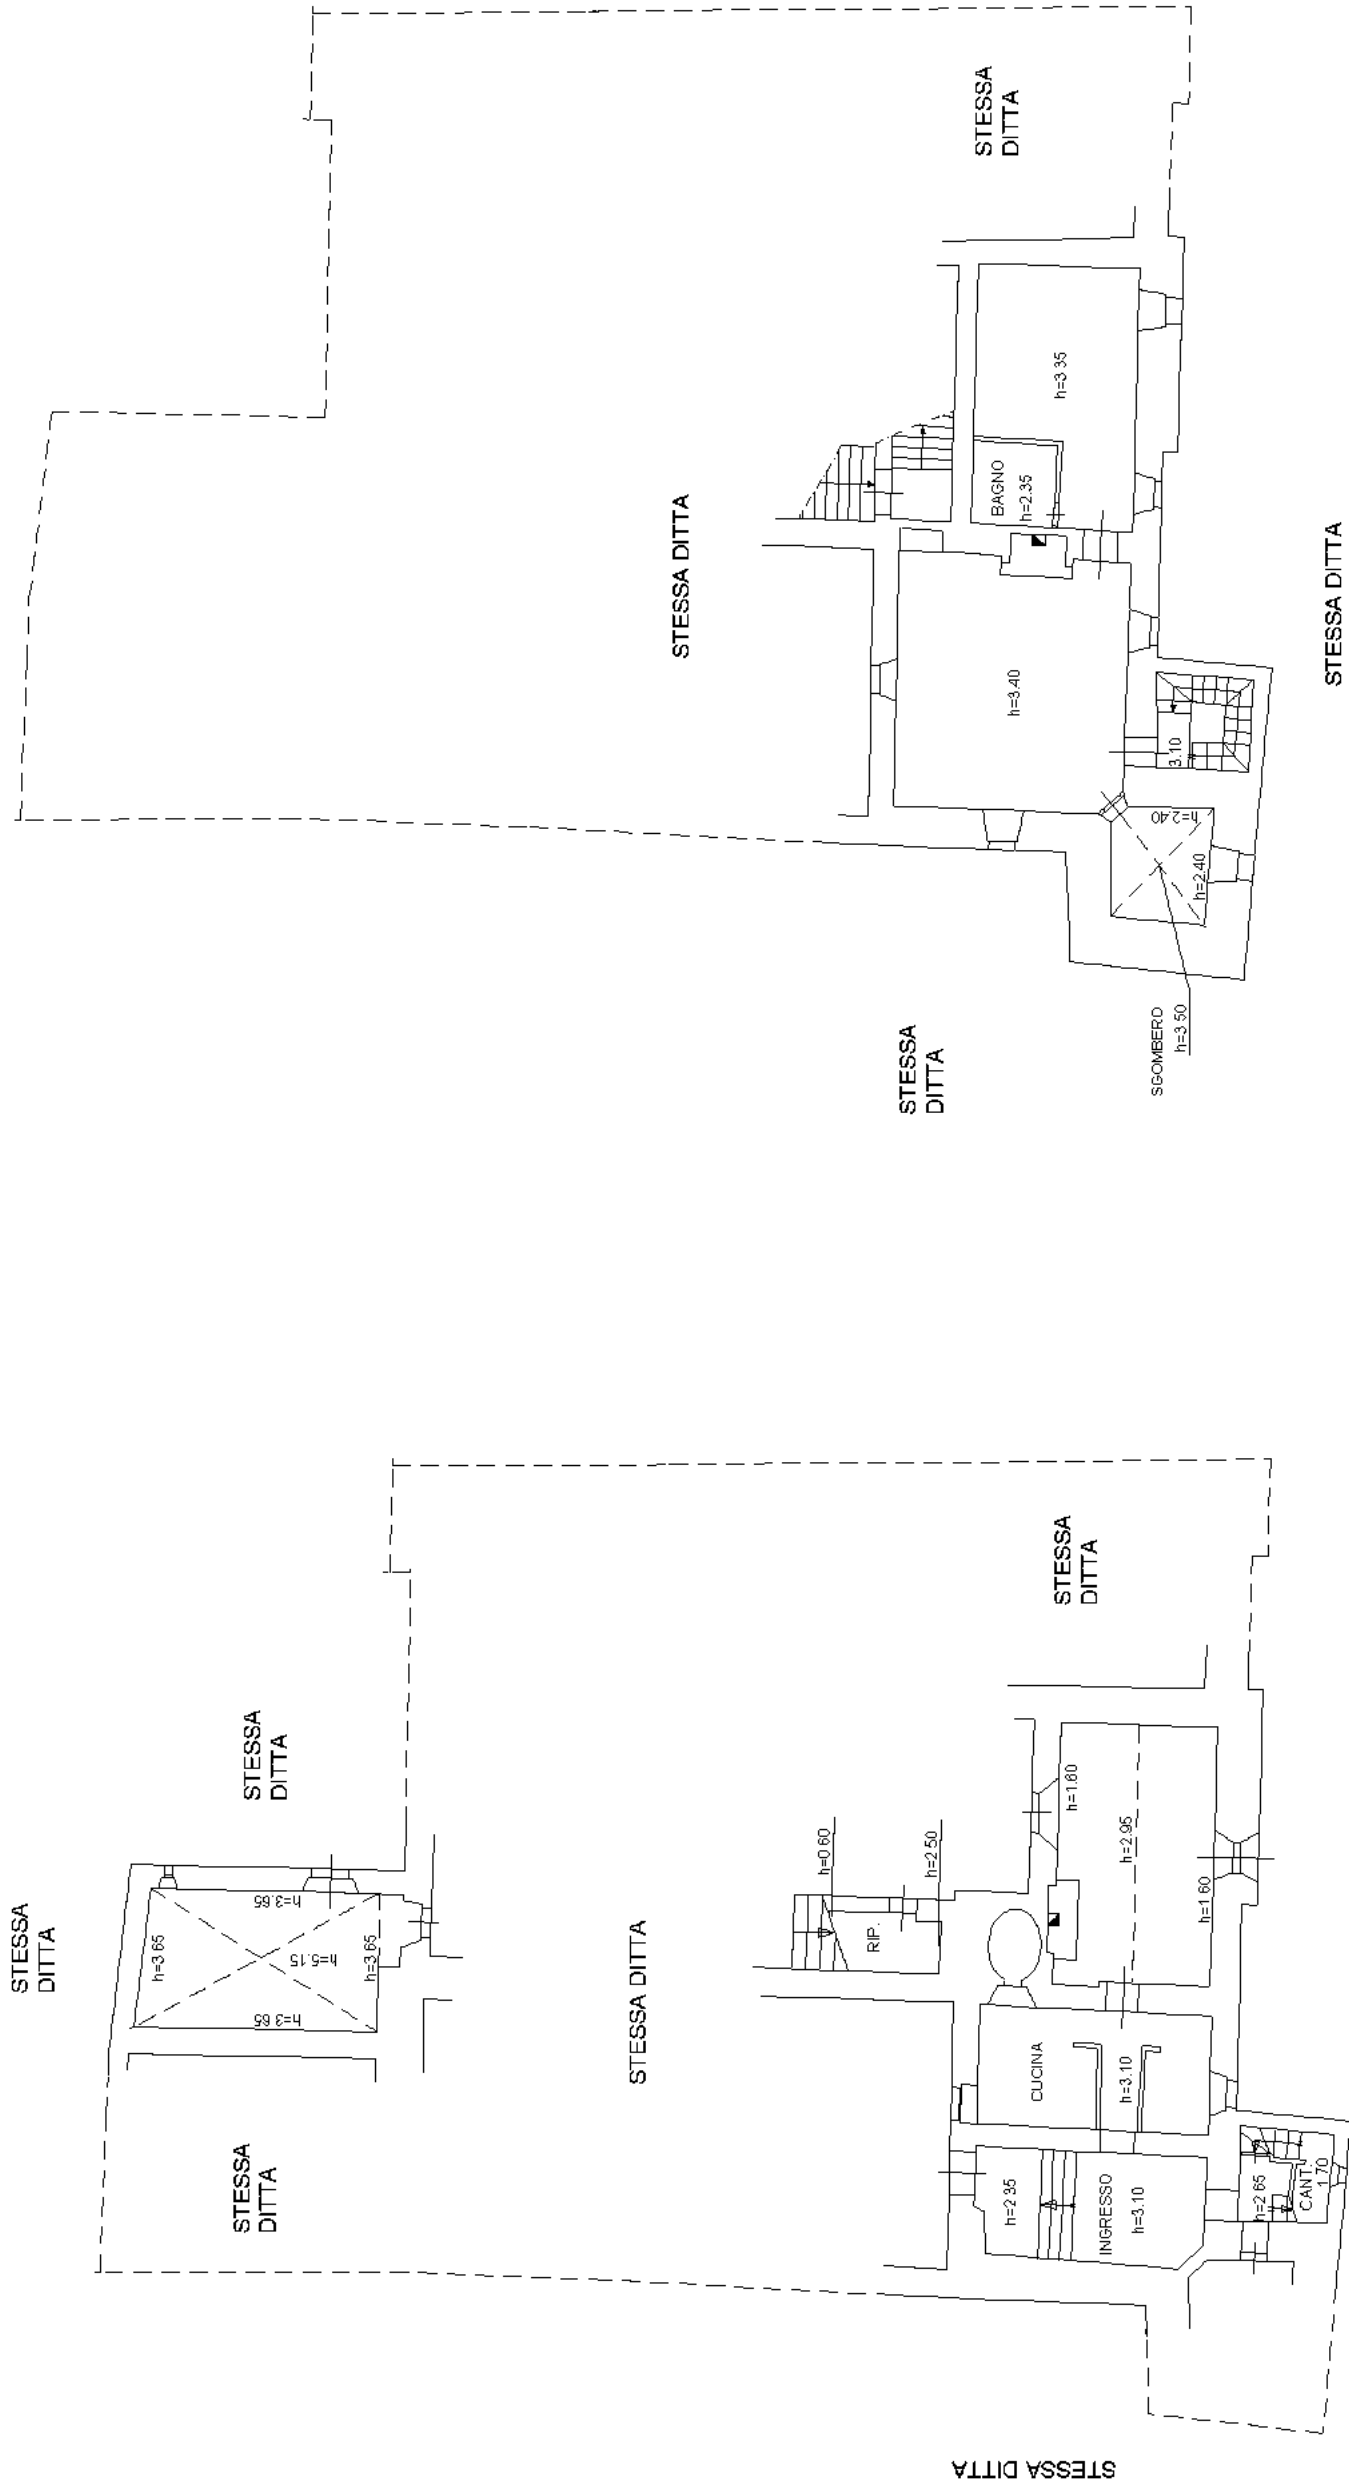 STESSA
DITTA
STESSA
DITTA
h=3.65
h=3.65
h=5.15
h=3.65
h=3.65
STESSA
DITTA
STESSA DITTA
h=0.60
h=2.50
RIP.
STESSA
DITTA
h=1.60
h=2.95
h=1.60
CUCINA
h=3.10
h=2.35
INGRESSO
h=3.10
h=2.65
CANT.
1.70
STESSA DITTA
STESSA
DITTA
STESSA DITTA
BAGNO
h=2.35
h=3.35
h=3.40
3.10
h=2.40
h=2.40
SGOMBERO
h=3.50
STESSA
DITTA
STESSA DITTA